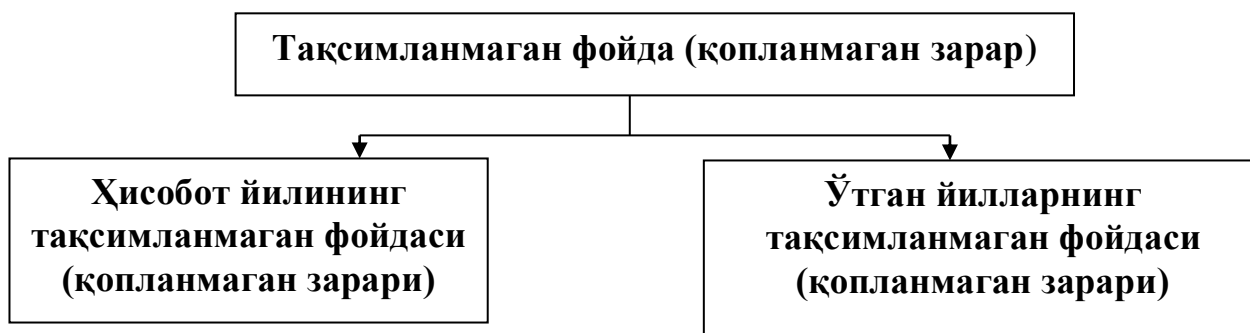 Тақсимланмаган фойда (қопланмаган зарар)
Ҳисобот йилининг
тақсимланмаган фойдаси
(қопланмаган зарари)
Ўтган йилларнинг
тақсимланмаган фойдаси
(қопланмаган зарари)